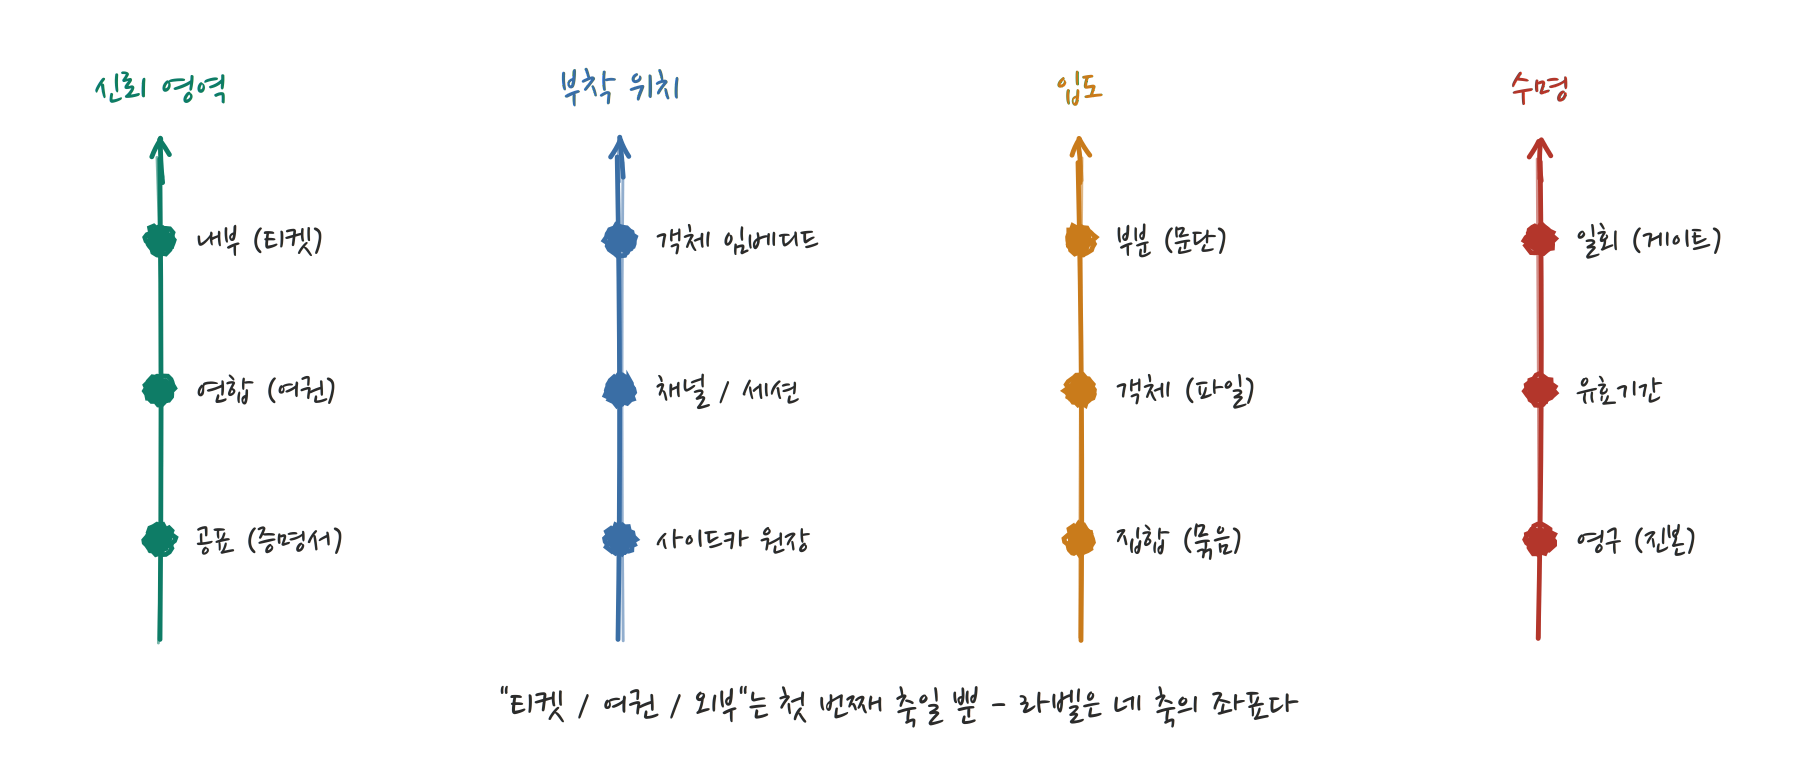 신뢰 영역
내부 (티켓)
연합 (여권)
공표 (증명서)
부착 위치
객체 임베디드
채널 / 세션
사이드카 원장
입도
부분 (문단)
객체 (파일)
집합 (묶음)
수명
일회 (게이트)
유효기간
영구 (진본)
"티켓 / 여권 / 외부"는 첫 번째 축일 뿐 - 라벨은 네 축의 좌표다